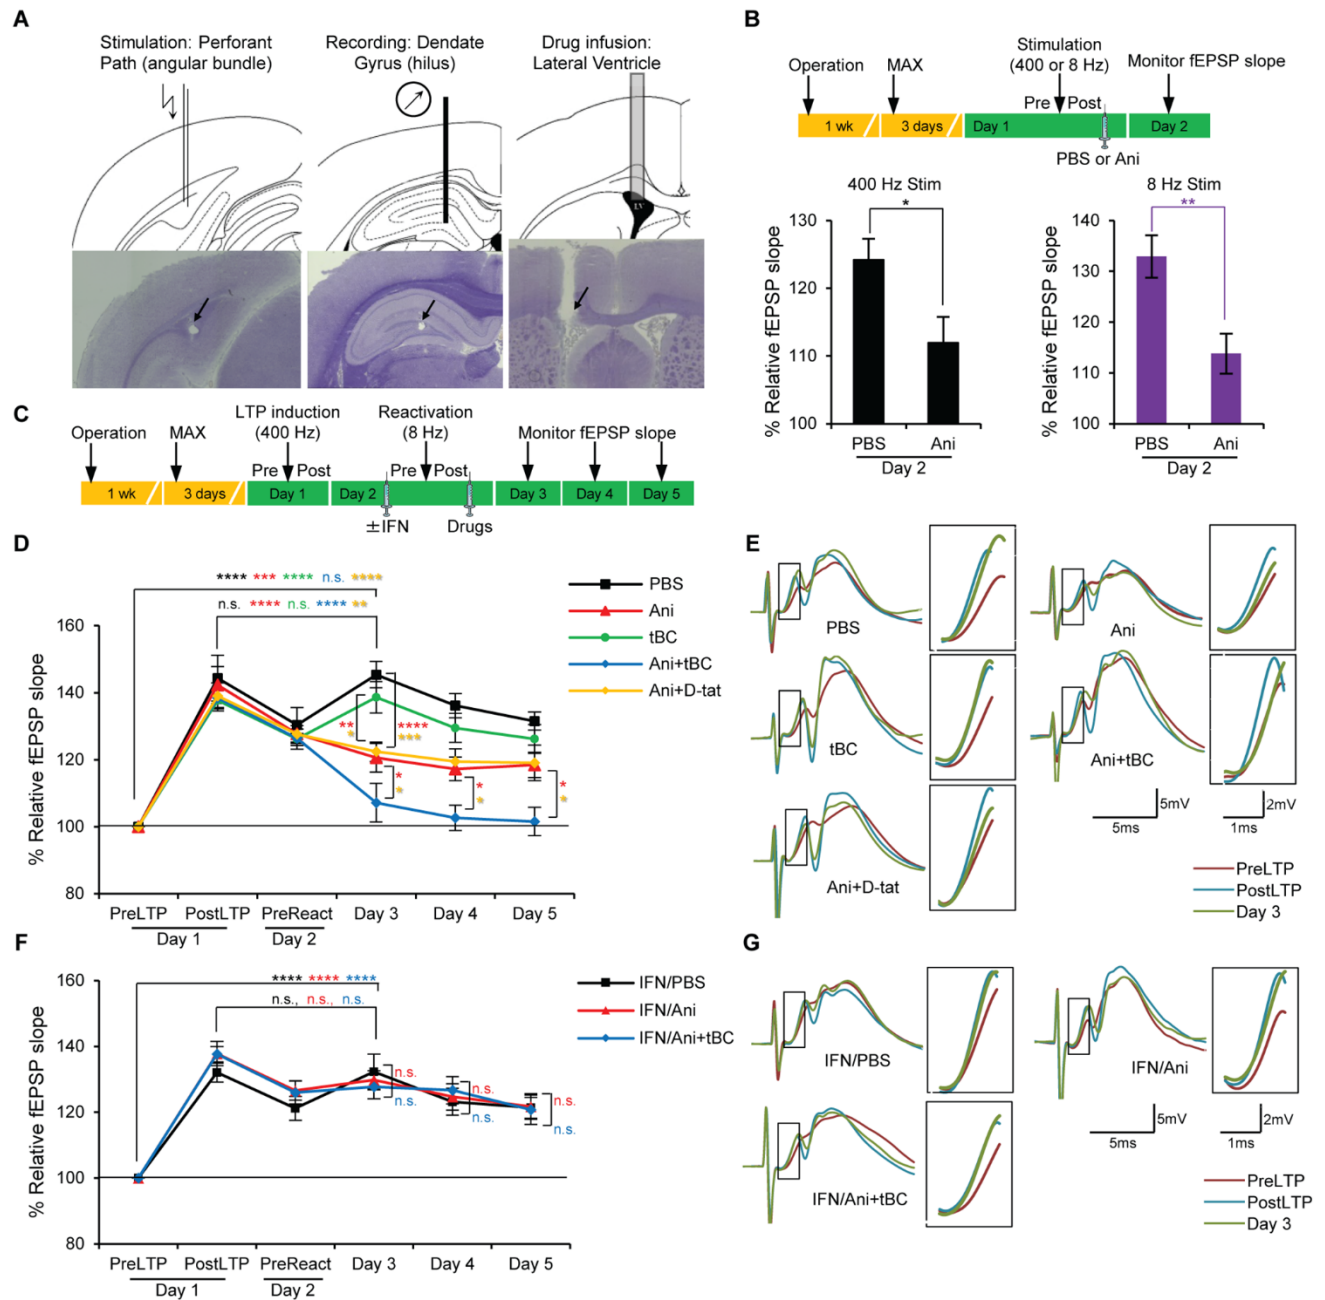 A
Stimulation: Perforant
Path (angular bundle)
Recording: Dendate
Gyrus (hilus)
Drug infusion:
Lateral Ventricle
LV
B
Operation
MAX
Stimulation
(400 or 8 Hz)
Monitor fEPSP slope
Pre
Post
1 wk
3 days
Day 1
Day 2
PBS or Ani
400 Hz Stim
% Relative fEPSP slope
130
120
110
100
*
PBS
Ani
Day 2
8 Hz Stim
% Relative fEPSP slope
140
130
120
110
100
**
PBS
Ani
Day 2
C
Operation
MAX
LTP induction
(400 Hz)
Reactivation
(8 Hz)
Monitor fEPSP slope
Pre
Post
Pre
Post
1 wk
3 days
Day 1
Day 2
Day 3
Day 4
Day 5
±IFN
Drugs
D
**** *** **** n.s. ****
n.s. **** n.s. **** **
% Relative fEPSP slope
160
140
120
100
80
**
*
****
***
*
*
*
*
*
*
PBS
Ani
tBC
Ani+tBC
Ani+D-tat
PreLTP
PostLTP
PreReact
Day 3
Day 4
Day 5
Day 1
Day 2
E
PBS
Ani
tBC
Ani+tBC
Ani+D-tat
5mV
5ms
2mV
1ms
PreLTP
PostLTP
Day 3
F
**** **** ****
n.s., n.s., n.s.
% Relative fEPSP slope
160
140
120
100
80
n.s.
n.s.
n.s.
n.s.
n.s.
n.s.
IFN/PBS
IFN/Ani
IFN/Ani+tBC
PreLTP
PostLTP
PreReact
Day 3
Day 4
Day 5
Day 1
Day 2
G
IFN/PBS
IFN/Ani
IFN/Ani+tBC
5mV
5ms
2mV
1ms
PreLTP
PostLTP
Day 3